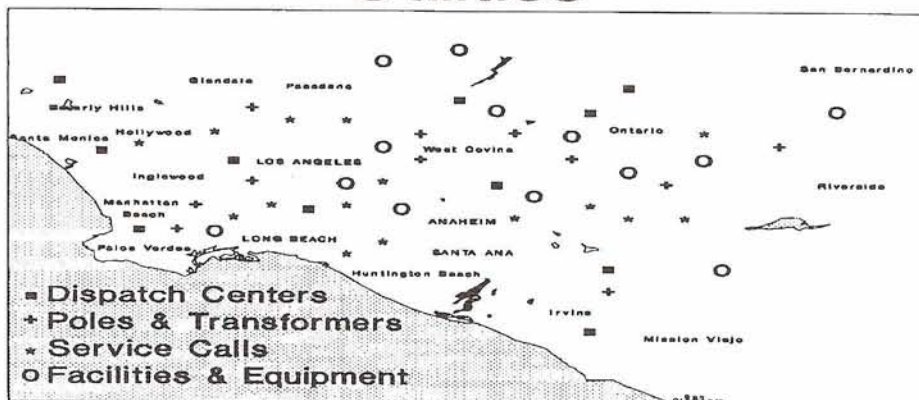 San Bernardino
Glendale
Pasadena
Beverly Hills
Hollywood
Ontario
Santa Monica
West Covina
LOS ANGELES
Inglewood
Riverside
Manhattan
Beach
ANAHEIM
LONG BEACH
Palos Verdes
SANTA ANA
Huntington Beach
Irvine
Mission Viejo
Dispatch Centers
Poles & Transformers
Service Calls
Facilities & Equipment